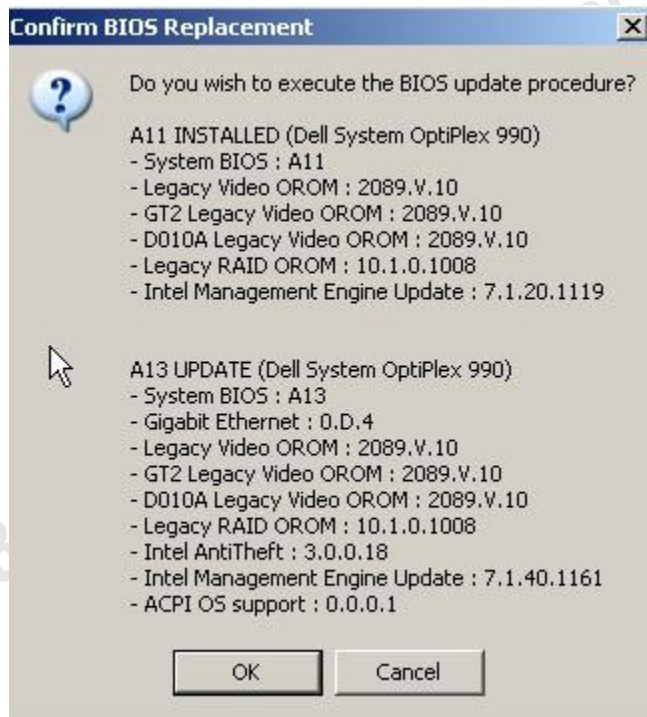 Confirm BIOS Replacement
Do you wish to execute the BIOS update procedure?
A11 INSTALLED (Dell System OptiPlex 990)
- System BIOS : A11
- Legacy Video OROM : 2089.V.10
- GT2 Legacy Video OROM : 2089.V.10
- D010A Legacy Video OROM : 2089.V.10
- Legacy RAID OROM : 10.1.0.1008
- Intel Management Engine Update : 7.1.20.1119
A13 UPDATE (Dell System OptiPlex 990)
- System BIOS : A13
- Gigabit Ethernet : 0.D.4
- Legacy Video OROM : 2089.V.10
- GT2 Legacy Video OROM : 2089.V.10
- D010A Legacy Video OROM : 2089.V.10
- Legacy RAID OROM : 10.1.0.1008
- Intel AntiTheft : 3.0.0.18
- Intel Management Engine Update : 7.1.40.1161
- ACPI OS support : 0.0.0.1
OK Cancel